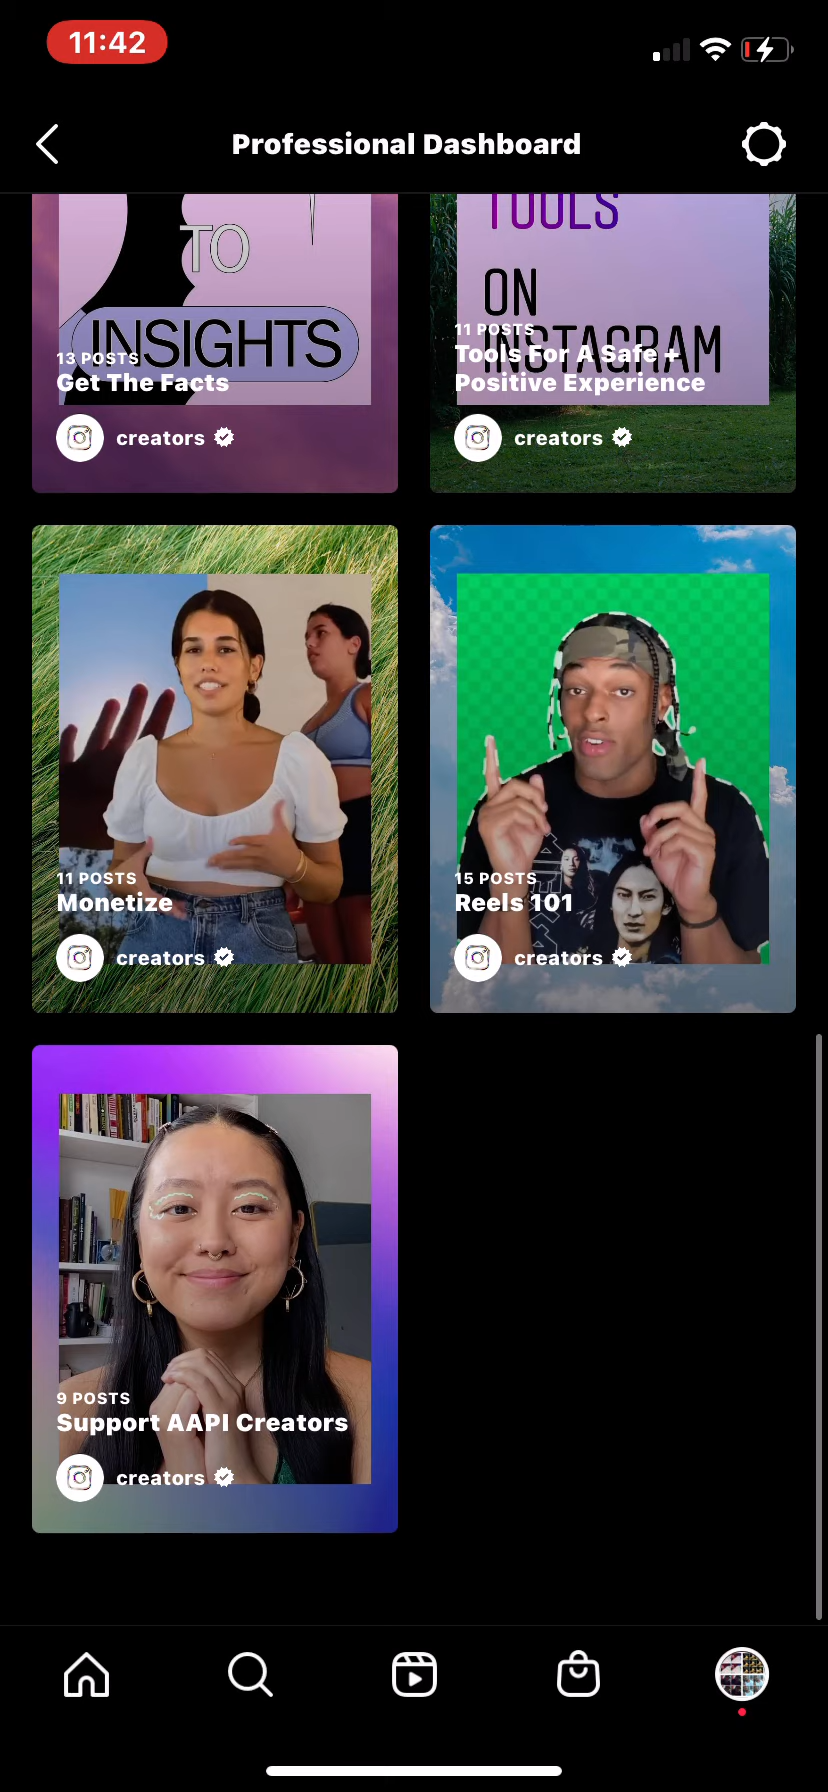 11:42
Professional Dashboard
TO
INSIGHTS
13 POSTS
Get The Facts
creators
TOOLS
ON
INSTAGRAM
11 POSTS
Tools For A Safe +
Positive Experience
creators
11 POSTS
Monetize
creators
15 POSTS
Reels 101
creators
9 POSTS
Support AAPI Creators
creators